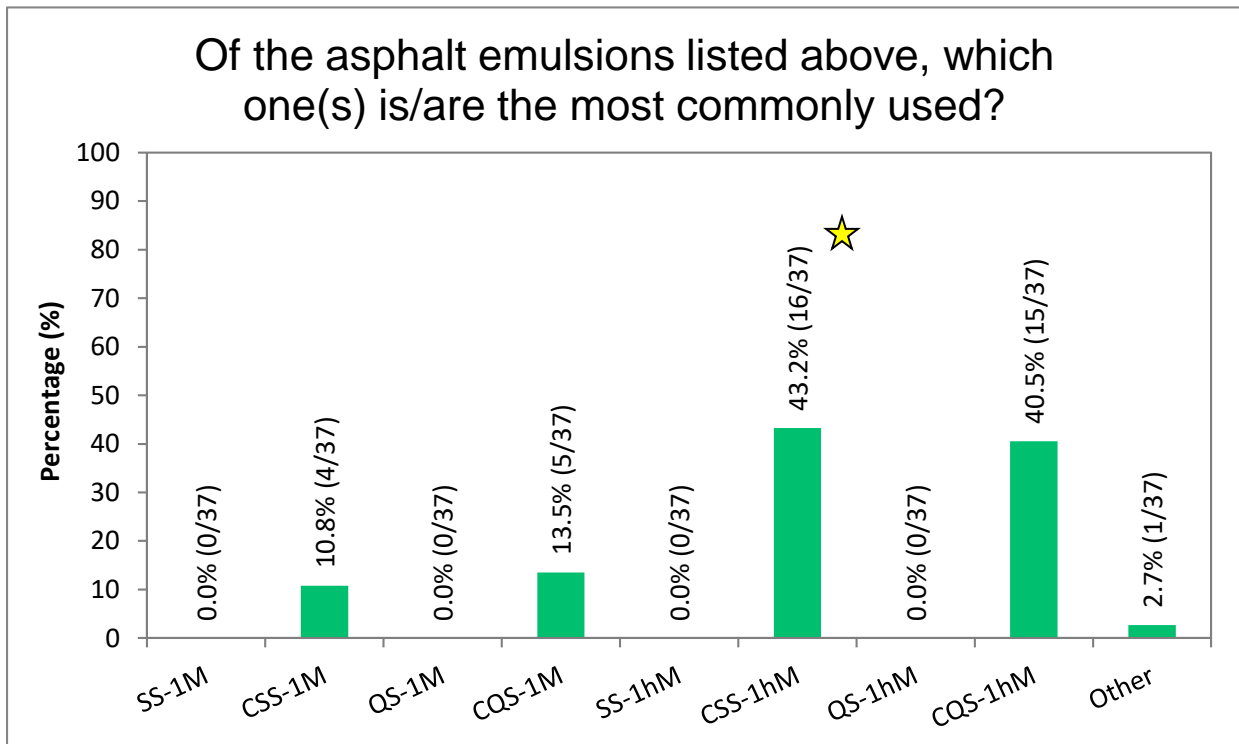 Of the asphalt emulsions listed above, which
one(s) is/are the most commonly used?
Percentage (%)
100
90
80
70
60
50
40
30
20
10
0
0.0% (0/37)
10.8% (4/37)
0.0% (0/37)
13.5% (5/37)
0.0% (0/37)
43.2% (16/37)
0.0% (0/37)
40.5% (15/37)
2.7% (1/37)
SS-1M
CSS-1M
QS-1M
CQS-1M
SS-1hM
CSS-1hM
QS-1hM
CQS-1hM
Other